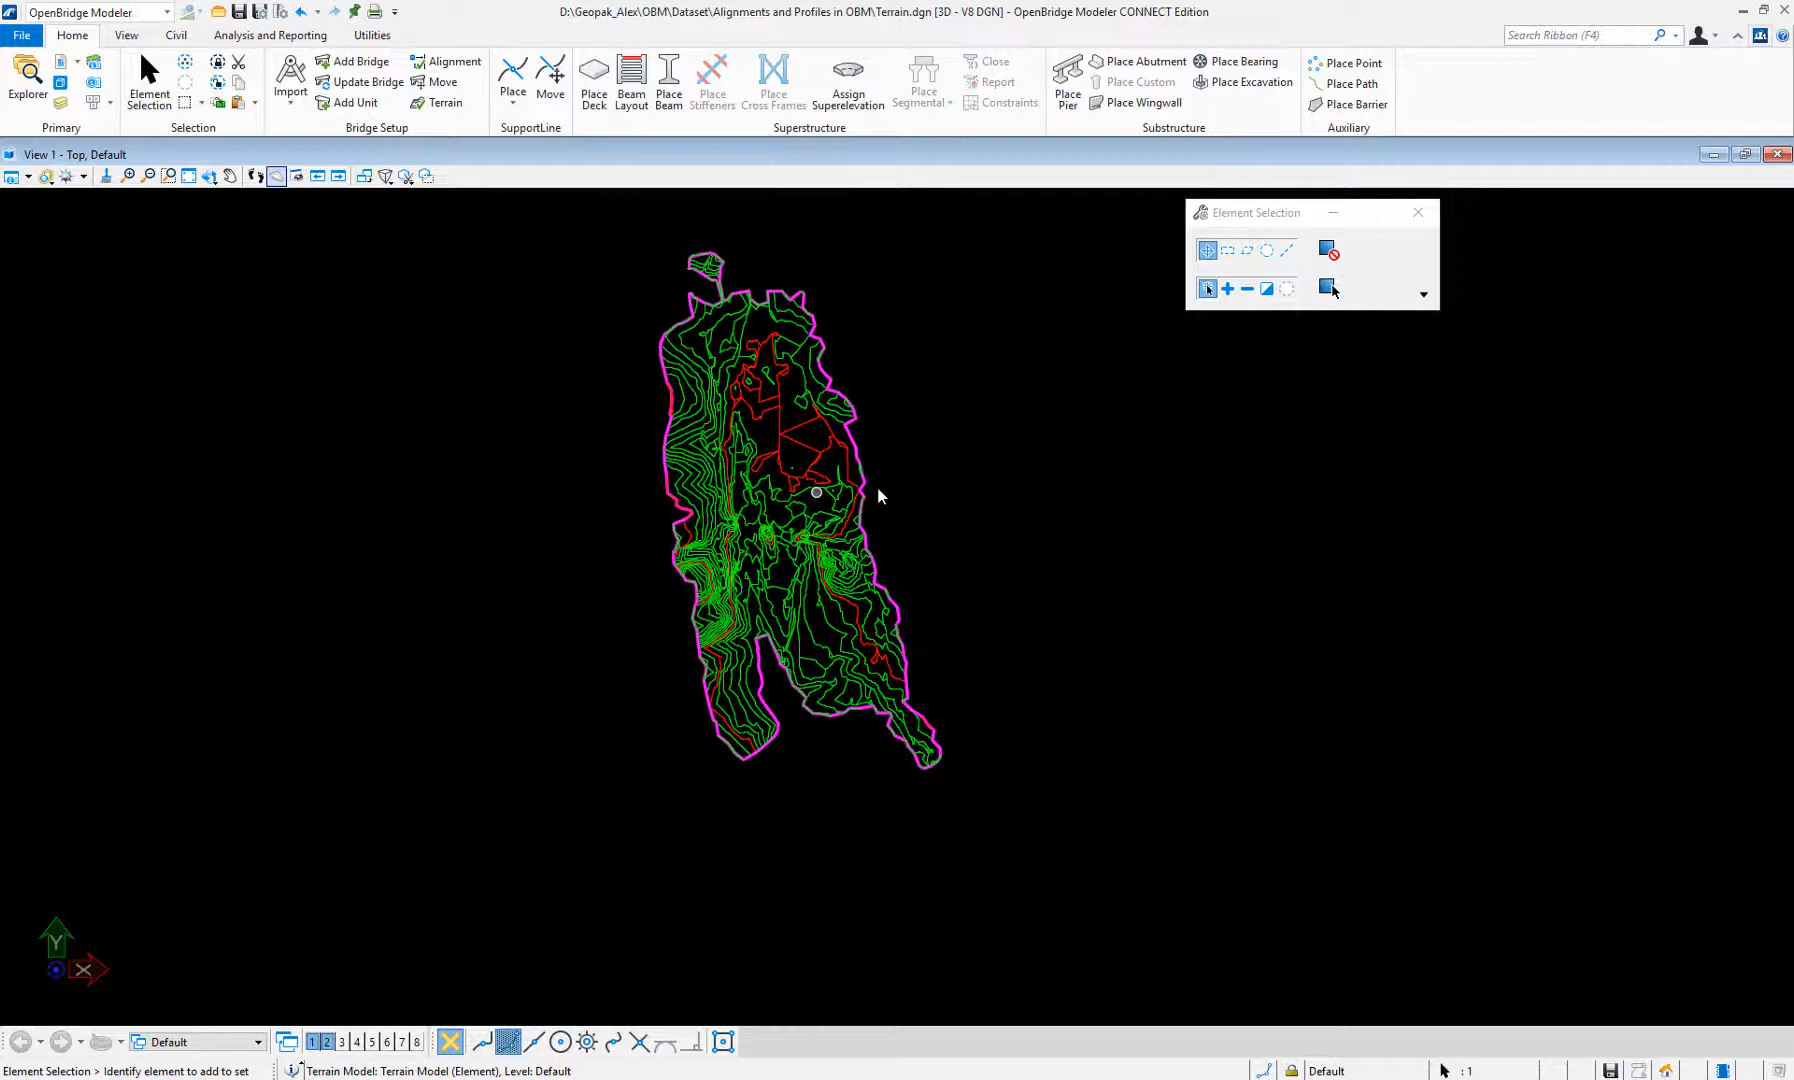 OpenBridge Modeler
D:\Geopak_Alex\OBM\Dataset\Alignments and Profiles in OBM\Terrain.dgn [3D - V8 DGN] - OpenBridge Modeler CONNECT Edition
File
Home
View
Civil
Analysis and Reporting
Utilities
Search Ribbon (F4)
Explorer
Primary
Element Selection
Selection
Import
Add Bridge
Update Bridge
Add Unit
Alignment
Move
Terrain
Bridge Setup
Place
Move
SupportLine
Place Deck
Beam Layout
Place Beam
Place Stiffeners
Place Cross Frames
Assign Superelevation
Place Segmental
Close
Report
Constraints
Superstructure
Place Pier
Place Abutment
Place Custom
Place Wingwall
Place Bearing
Place Excavation
Substructure
Place Point
Place Path
Place Barrier
Auxiliary
View 1 - Top, Default
Element Selection
Y
X
Default
1 2 3 4 5 6 7 8
Element Selection > Identify element to add to set
Terrain Model: Terrain Model (Element), Level: Default
Default
: 1